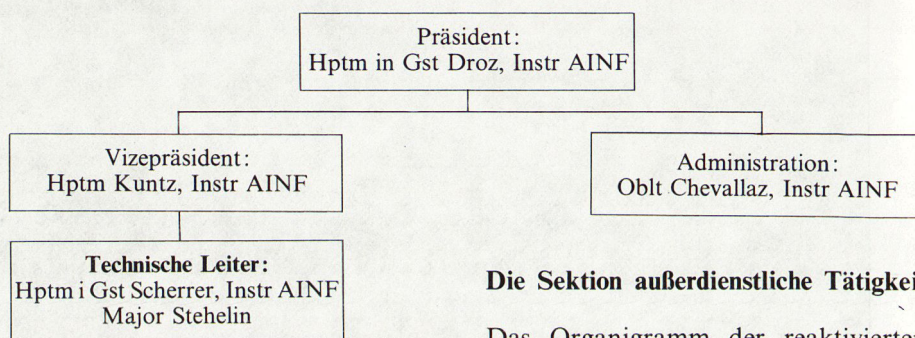 Präsident:
Hptm in Gst Droz, Instr AINF
Vizepräsident:
Hptm Kuntz, Instr AINF
Administration:
Oblt Chevallaz, Instr AINF
Technische Leiter:
Hptm i Gst Scherrer, Instr AINF
Major Stehelin
Die Sektion außerdienstliche Tätigkei
Das Organigramm der reaktivierten